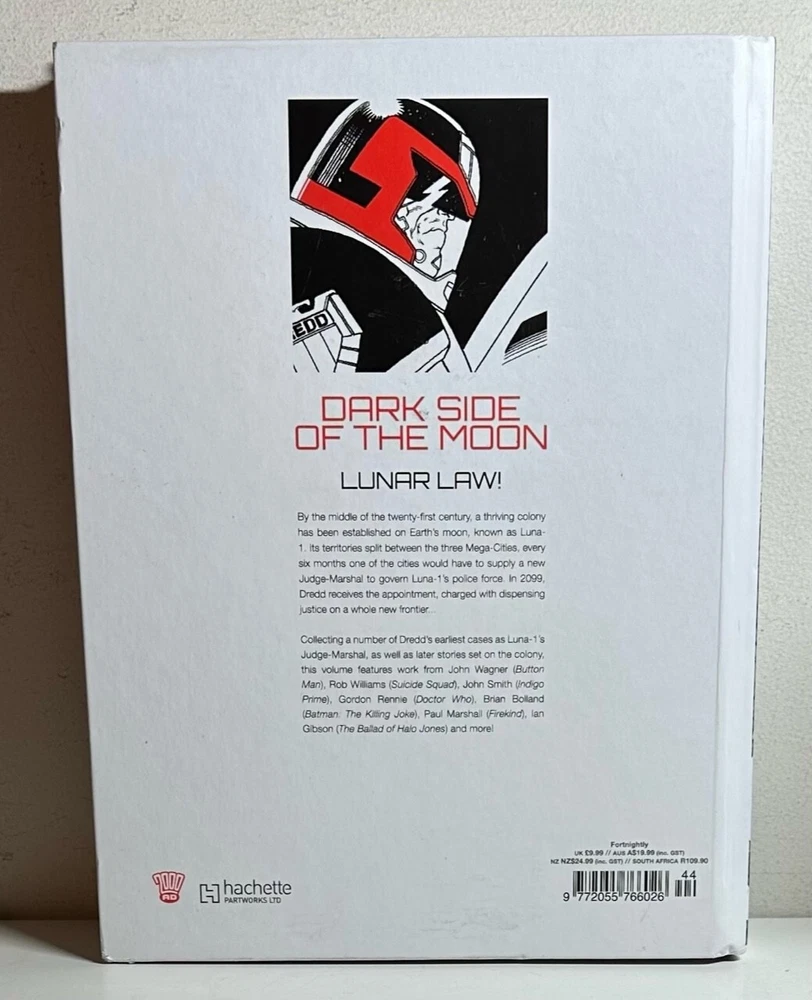 EDD
DARK SIDE
OF THE MOON
LUNAR LAW!
By the middle of the twenty-first century, a thriving colony
has been established on Earth's moon, known as Luna-
1. Its territories split between the three Mega-Cities, every
six months one of the cities would have to supply a new
Judge-Marshal to govern Luna-1's police force. In 2099,
Dredd receives the appointment, charged with dispensing
justice on a whole new frontier...
Collecting a number of Dredd's earliest cases as Luna-1's
Judge-Marshal, as well as later stories set on the colony,
this volume features work from John Wagner (Button
Man), Rob Williams (Suicide Squad), John Smith (Indigo
Prime), Gordon Rennie (Doctor Who), Brian Bolland
(Batman: The Killing Joke), Paul Marshall (Firekind), Ian
Gibson (The Ballad of Halo Jones) and more!
Fortnightly
UK £9.99 // AUS A$19.99 (inc. GST)
NZ NZ$24.99 (inc. GST) // SOUTH AFRICA R109.90
44
9 772055 766026
2000
AD
hachette
PARTWORKS LTD